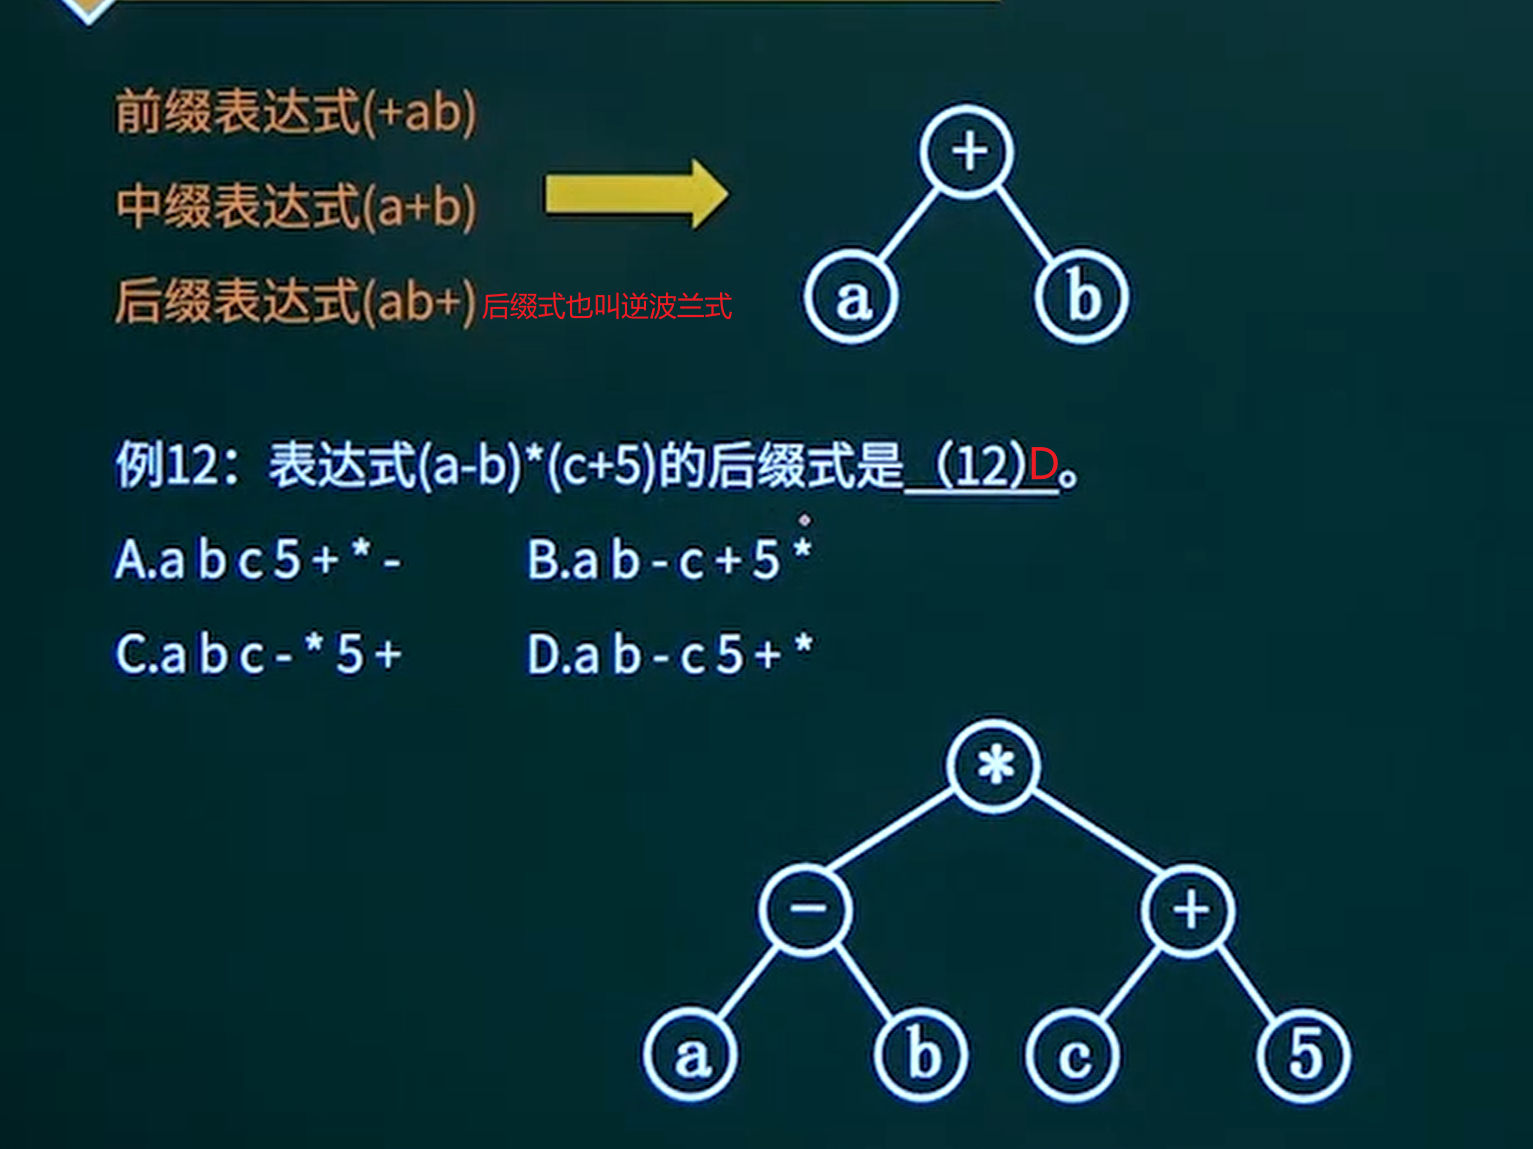 前缀表达式(+ab)
中缀表达式(a+b)
后缀表达式(ab+)后缀式也叫逆波兰式
+
a b
例12：表达式(a-b)*(c+5)的后缀式是（12）D。
A.a b c 5 + * - B.a b - c + 5 *
C.a b c - * 5 + D.a b - c 5 + *
*
− +
a b c 5